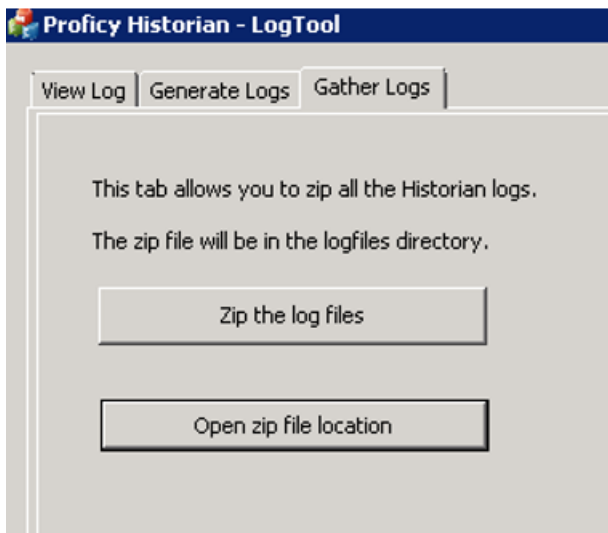 Proficy Historian - LogTool
View Log Generate Logs Gather Logs
This tab allows you to zip all the Historian logs.
The zip file will be in the logfiles directory.
Zip the log files
Open zip file location